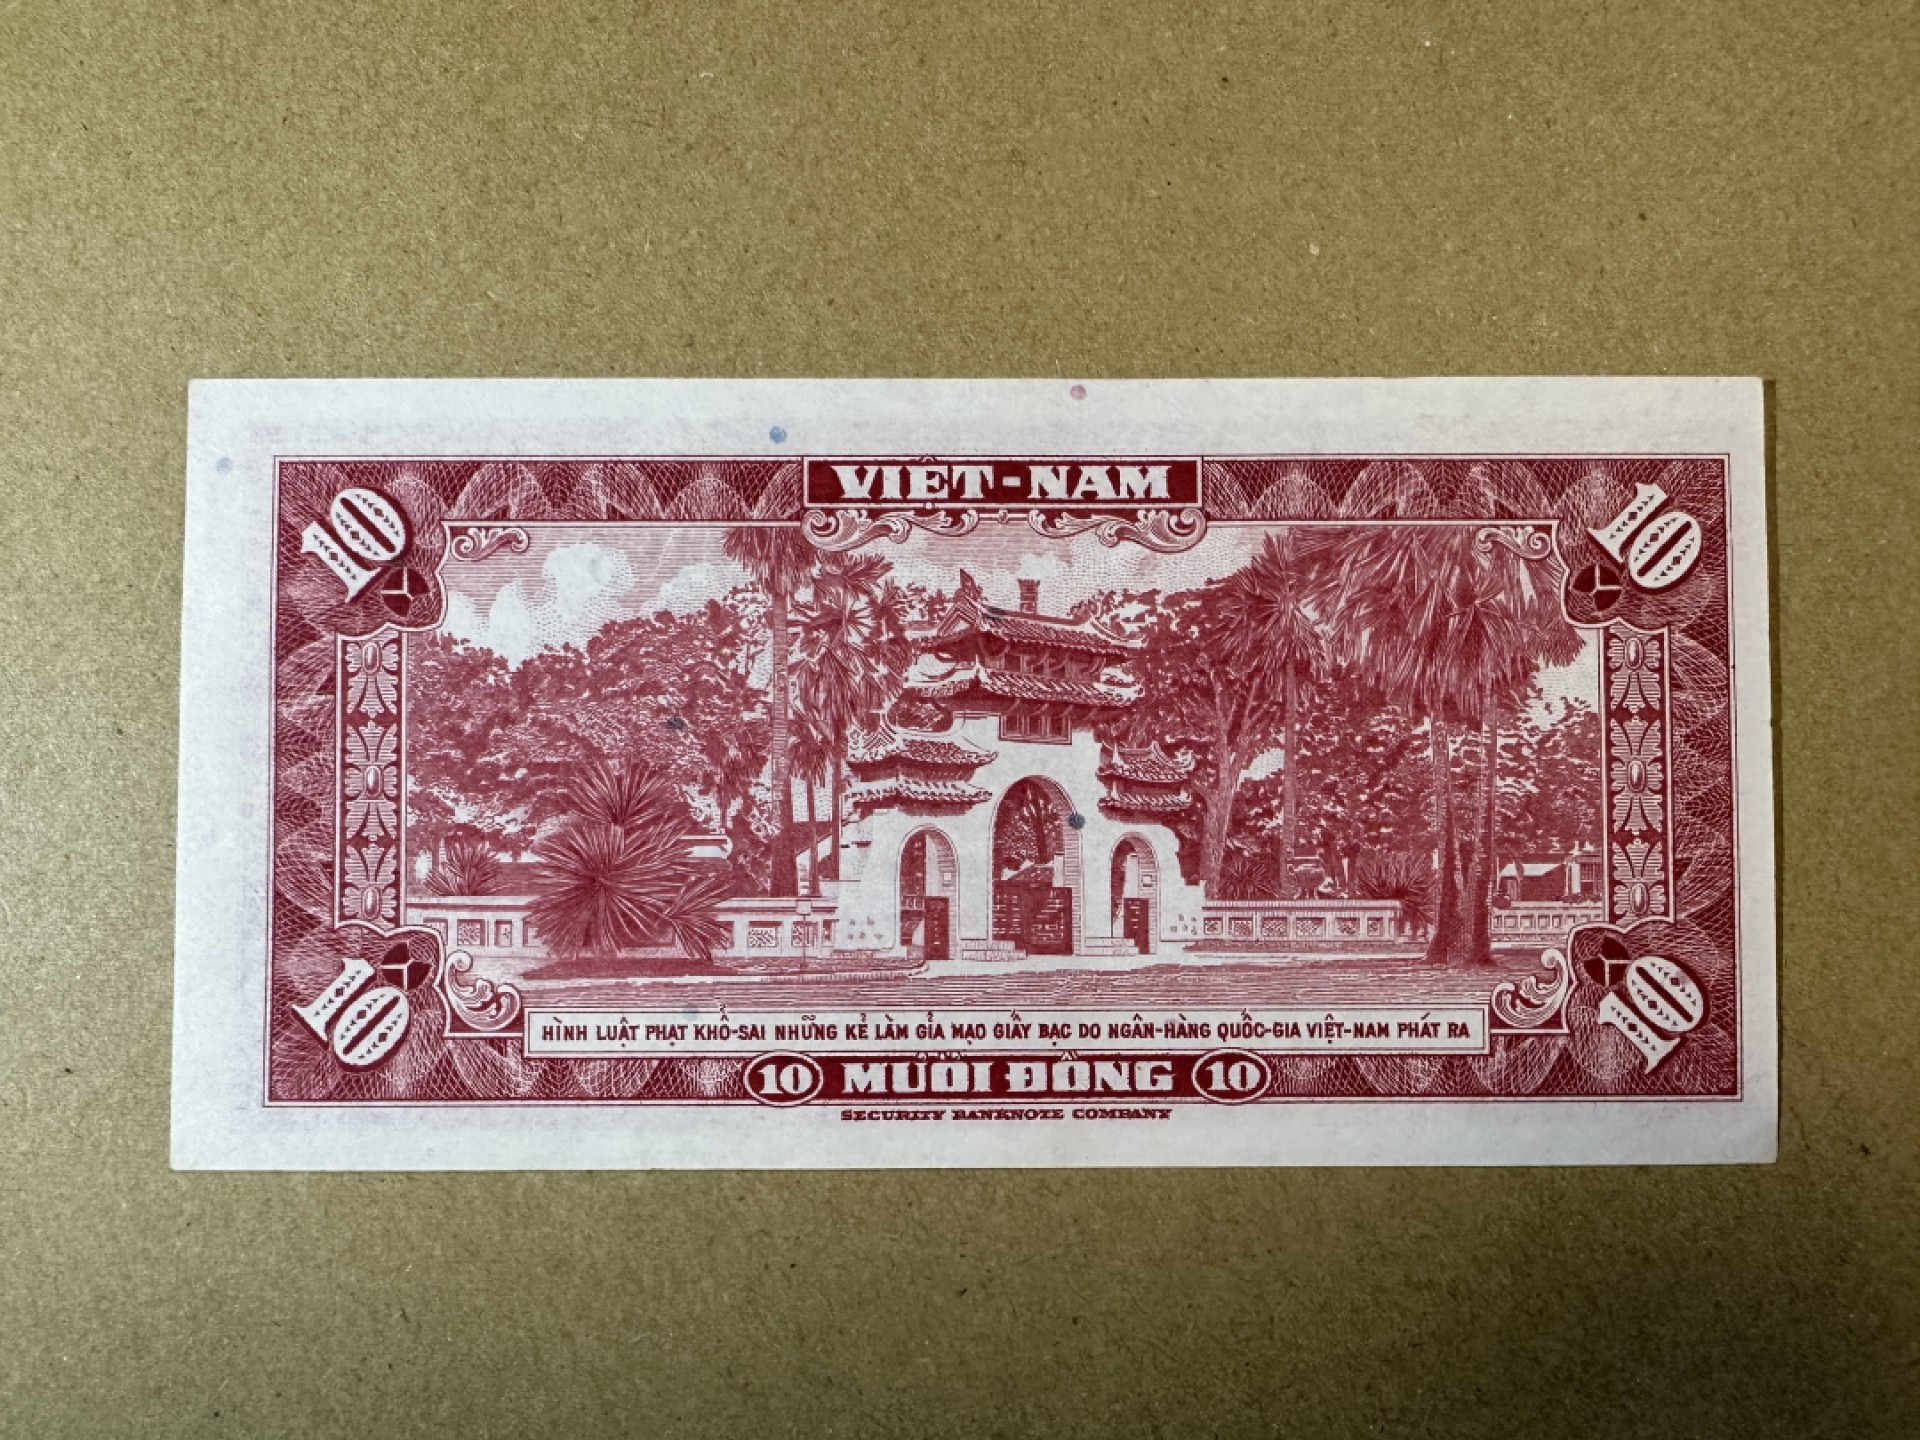 VIỆT-NAM
10 10
10 10
HÌNH LUẬT PHẠT KHỔ-SAI NHỮNG KẺ LÀM GIẢ MẠO GIẤY BẠC DO NGÂN-HÀNG QUỐC-GIA VIỆT-NAM PHÁT RA
10 MƯỜI ĐỒNG 10
SECURITY BANKNOTE COMPANY